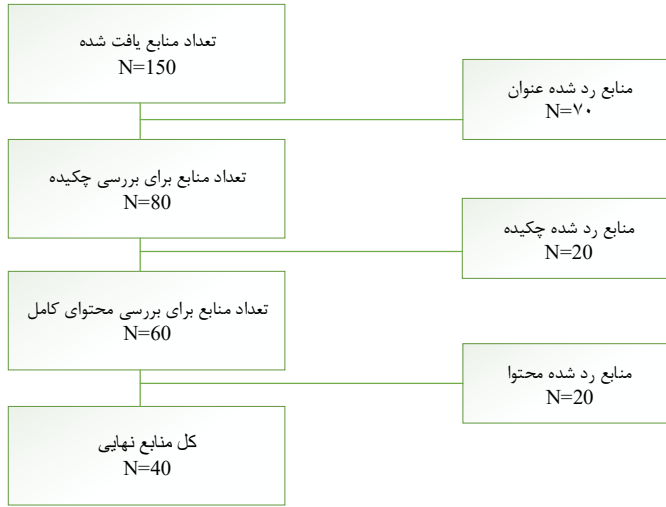 تعداد منابع یافت شده
N=150
منابع رد شده عنوان
N=۷۰
تعداد منابع برای بررسی چکیده
N=80
منابع رد شده چکیده
N=20
تعداد منابع برای بررسی محتوای کامل
N=60
منابع رد شده محتوا
N=20
کل منابع نهایی
N=40